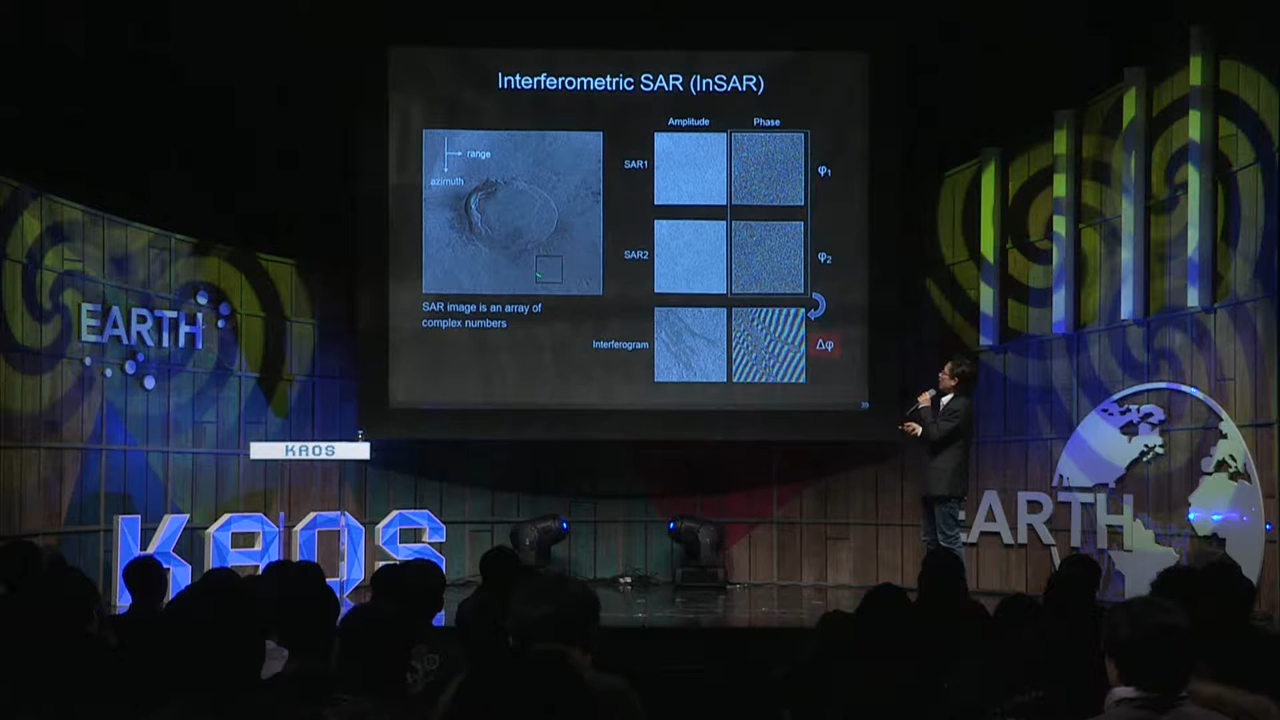 Interferometric SAR (InSAR)
Amplitude
Phase
range
azimuth
SAR1
φ1
SAR2
φ2
SAR image is an array of
complex numbers
Interferogram
Δφ
EARTH
KAOS
KAOS
EARTH